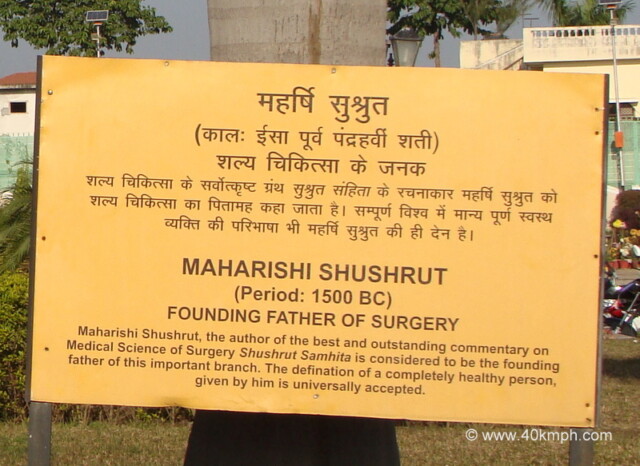 महर्षि सुश्रुत
(कालः ईसा पूर्व पंद्रहवीं शती)
शल्य चिकित्सा के जनक
शल्य चिकित्सा के सर्वोत्कृष्ट ग्रंथ सुश्रुत संहिता के रचनाकार महर्षि सुश्रुत को
शल्य चिकित्सा का पितामह कहा जाता है। सम्पूर्ण विश्व में मान्य पूर्ण स्वस्थ
व्यक्ति की परिभाषा भी महर्षि सुश्रुत की ही देन है।
MAHARISHI SHUSHRUT
(Period: 1500 BC)
FOUNDING FATHER OF SURGERY
Maharishi Shushrut, the author of the best and outstanding commentary on
Medical Science of Surgery Shushrut Samhita is considered to be the founding
father of this important branch. The defination of a completely healthy person,
given by him is universally accepted.
© www.40kmph.com